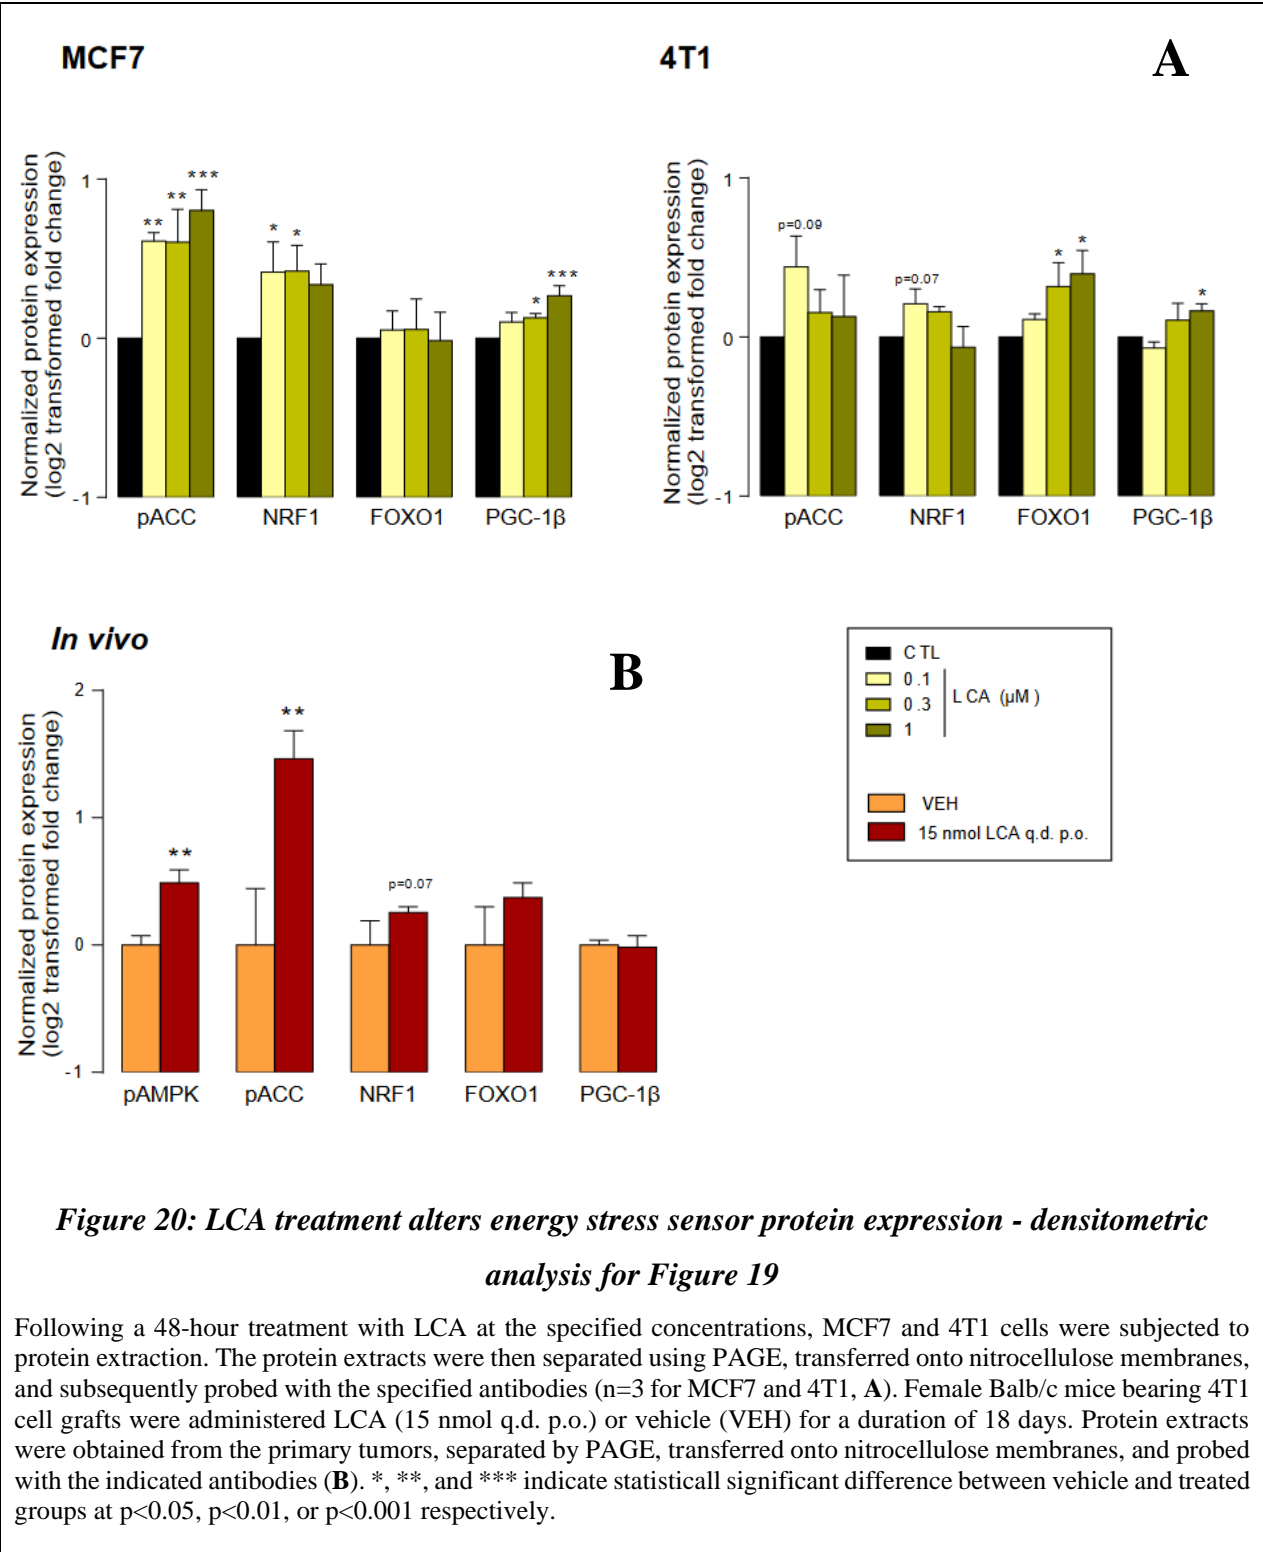 MCF7
4T1
A
Normalized protein expression
(log2 transformed fold change)
1
0
-1
**
**
***
*
*
*
***
pACC
NRF1
FOXO1
PGC-1β
Normalized protein expression
(log2 transformed fold change)
1
0
-1
p=0.09
p=0.07
*
*
*
pACC
NRF1
FOXO1
PGC-1β
In vivo
B
Normalized protein expression
(log2 transformed fold change)
2
1
0
-1
**
**
p=0.07
pAMPK
pACC
NRF1
FOXO1
PGC-1β
CTL
0.1
0.3
1
LCA (µM)
VEH
15 nmol LCA q.d. p.o.
Figure 20: LCA treatment alters energy stress sensor protein expression - densitometric
analysis for Figure 19
Following a 48-hour treatment with LCA at the specified concentrations, MCF7 and 4T1 cells were subjected to
protein extraction. The protein extracts were then separated using PAGE, transferred onto nitrocellulose membranes,
and subsequently probed with the specified antibodies (n=3 for MCF7 and 4T1, A). Female Balb/c mice bearing 4T1
cell grafts were administered LCA (15 nmol q.d. p.o.) or vehicle (VEH) for a duration of 18 days. Protein extracts
were obtained from the primary tumors, separated by PAGE, transferred onto nitrocellulose membranes, and probed
with the indicated antibodies (B). *, **, and *** indicate statisticall significant difference between vehicle and treated
groups at p<0.05, p<0.01, or p<0.001 respectively.